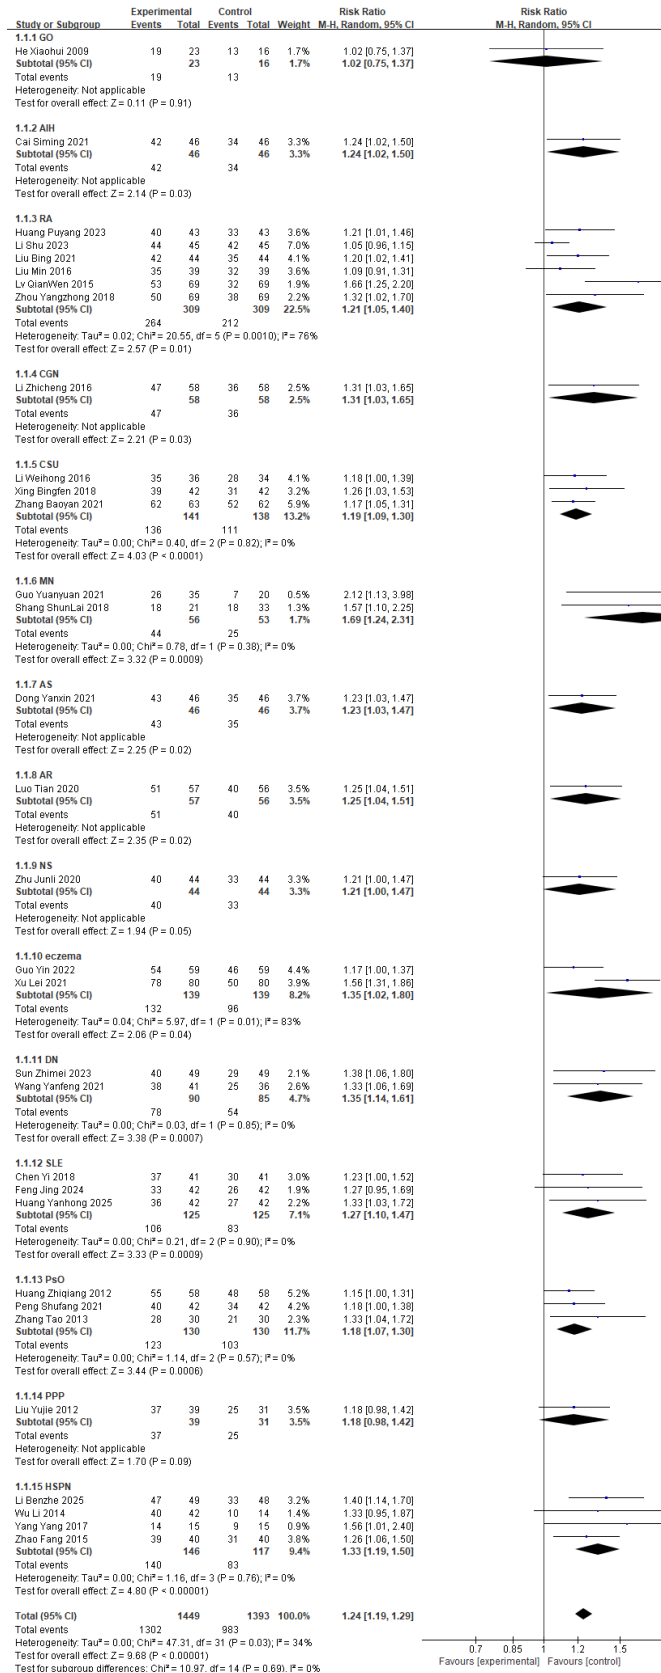 Experimental Control Risk Ratio Risk Ratio
Study or Subgroup Events Total Events Total Weight M-H, Random, 95% CI M-H, Random, 95% CI
1.1.1 GO
He Xiaohui 2009 19 23 13 16 1.7% 1.02 [0.75, 1.37]
Subtotal (95% CI) 23 16 1.7% 1.02 [0.75, 1.37]
Total events 19 13
Heterogeneity: Not applicable
Test for overall effect: Z = 0.11 (P = 0.91)
1.1.2 AIH
Cai Siming 2021 42 46 34 46 3.3% 1.24 [1.02, 1.50]
Subtotal (95% CI) 46 46 3.3% 1.24 [1.02, 1.50]
Total events 42 34
Heterogeneity: Not applicable
Test for overall effect: Z = 2.14 (P = 0.03)
1.1.3 RA
Huang Puyang 2023 40 43 33 43 3.6% 1.21 [1.01, 1.46]
Li Shu 2023 44 45 42 45 7.0% 1.05 [0.96, 1.15]
Liu Bing 2021 42 44 35 44 4.1% 1.20 [1.02, 1.41]
Liu Min 2016 35 39 32 39 3.7% 1.09 [0.91, 1.31]
Lv QianWen 2015 53 69 32 69 1.9% 1.66 [1.25, 2.20]
Zhou Yangzhong 2018 50 69 38 69 2.2% 1.32 [1.02, 1.70]
Subtotal (95% CI) 309 309 22.5% 1.21 [1.05, 1.40]
Total events 264 212
Heterogeneity: Tau² = 0.02; Chi² = 20.55, df = 5 (P = 0.0010); I² = 76%
Test for overall effect: Z = 2.57 (P = 0.01)
1.1.4 CGN
Li Zhicheng 2016 47 58 36 58 2.5% 1.31 [1.03, 1.65]
Subtotal (95% CI) 58 58 2.5% 1.31 [1.03, 1.65]
Total events 47 36
Heterogeneity: Not applicable
Test for overall effect: Z = 2.21 (P = 0.03)
1.1.5 CSU
Li Weihong 2016 35 36 28 34 4.1% 1.18 [1.00, 1.39]
Xing Bingfen 2018 39 42 31 42 3.1% 1.26 [1.03, 1.53]
Zhang Baoyan 2021 62 63 52 62 5.9% 1.17 [1.05, 1.31]
Subtotal (95% CI) 141 138 13.2% 1.19 [1.09, 1.30]
Total events 136 111
Heterogeneity: Tau² = 0.00; Chi² = 0.40, df = 2 (P = 0.82); I² = 0%
Test for overall effect: Z = 4.03 (P < 0.0001)
1.1.6 MN
Guo Yuanyuan 2021 26 35 7 20 0.5% 2.12 [1.13, 3.98]
Shang ShunLai 2018 18 21 18 33 1.3% 1.57 [1.10, 2.25]
Subtotal (95% CI) 56 53 1.7% 1.69 [1.24, 2.31]
Total events 44 25
Heterogeneity: Tau² = 0.00; Chi² = 0.78, df = 1 (P = 0.38); I² = 0%
Test for overall effect: Z = 3.32 (P = 0.0009)
1.1.7 AS
Dong Yanxin 2021 43 46 35 46 3.7% 1.23 [1.03, 1.47]
Subtotal (95% CI) 46 46 3.7% 1.23 [1.03, 1.47]
Total events 43 35
Heterogeneity: Not applicable
Test for overall effect: Z = 2.25 (P = 0.02)
1.1.8 AR
Luo Tian 2020 51 57 40 56 3.5% 1.25 [1.04, 1.51]
Subtotal (95% CI) 57 56 3.5% 1.25 [1.04, 1.51]
Total events 51 40
Heterogeneity: Not applicable
Test for overall effect: Z = 2.35 (P = 0.02)
1.1.9 NS
Zhu Junli 2020 40 44 33 44 3.3% 1.21 [1.00, 1.47]
Subtotal (95% CI) 44 44 3.3% 1.21 [1.00, 1.47]
Total events 40 33
Heterogeneity: Not applicable
Test for overall effect: Z = 1.94 (P = 0.05)
1.1.10 eczema
Guo Yin 2022 54 59 46 59 4.4% 1.17 [1.00, 1.37]
Xu Lei 2021 78 80 50 80 3.9% 1.56 [1.31, 1.86]
Subtotal (95% CI) 139 139 8.2% 1.35 [1.02, 1.80]
Total events 132 96
Heterogeneity: Tau² = 0.04; Chi² = 5.97, df = 1 (P = 0.01); I² = 83%
Test for overall effect: Z = 2.06 (P = 0.04)
1.1.11 DN
Sun Zhimei 2023 40 49 29 49 2.1% 1.38 [1.06, 1.80]
Wang Yanfeng 2021 38 41 25 36 2.6% 1.33 [1.06, 1.69]
Subtotal (95% CI) 90 85 4.7% 1.35 [1.14, 1.61]
Total events 78 54
Heterogeneity: Tau² = 0.00; Chi² = 0.03, df = 1 (P = 0.85); I² = 0%
Test for overall effect: Z = 3.38 (P = 0.0007)
1.1.12 SLE
Chen Yi 2018 37 41 30 41 3.0% 1.23 [1.00, 1.52]
Feng Jing 2024 33 42 26 42 1.9% 1.27 [0.95, 1.69]
Huang Yanhong 2025 36 42 27 42 2.2% 1.33 [1.03, 1.72]
Subtotal (95% CI) 125 125 7.1% 1.27 [1.10, 1.47]
Total events 106 83
Heterogeneity: Tau² = 0.00; Chi² = 0.21, df = 2 (P = 0.90); I² = 0%
Test for overall effect: Z = 3.33 (P = 0.0009)
1.1.13 PsO
Huang Zhiqiang 2012 55 58 48 58 5.2% 1.15 [1.00, 1.31]
Peng Shufang 2021 40 42 34 42 4.2% 1.18 [1.00, 1.38]
Zhang Tao 2013 28 30 21 30 2.3% 1.33 [1.04, 1.72]
Subtotal (95% CI) 130 130 11.7% 1.18 [1.07, 1.30]
Total events 123 103
Heterogeneity: Tau² = 0.00; Chi² = 1.14, df = 2 (P = 0.57); I² = 0%
Test for overall effect: Z = 3.44 (P = 0.0006)
1.1.14 PPP
Liu Yujie 2012 37 39 25 31 3.5% 1.18 [0.98, 1.42]
Subtotal (95% CI) 39 31 3.5% 1.18 [0.98, 1.42]
Total events 37 25
Heterogeneity: Not applicable
Test for overall effect: Z = 1.70 (P = 0.09)
1.1.15 HSPN
Li Benzhe 2025 47 49 33 48 3.2% 1.40 [1.14, 1.70]
Wu Li 2014 40 42 10 14 1.3% 1.33 [0.95, 1.87]
Yang Yang 2017 14 15 9 15 0.9% 1.56 [1.01, 2.40]
Zhao Fang 2015 39 40 31 40 3.8% 1.26 [1.06, 1.50]
Subtotal (95% CI) 146 117 9.4% 1.33 [1.19, 1.50]
Total events 140 83
Heterogeneity: Tau² = 0.00; Chi² = 1.16, df = 3 (P = 0.76); I² = 0%
Test for overall effect: Z = 4.80 (P < 0.00001)
Total (95% CI) 1449 1393 100.0% 1.24 [1.19, 1.29]
Total events 1302 983
Heterogeneity: Tau² = 0.00; Chi² = 47.31, df = 31 (P = 0.03); I² = 34%
Test for overall effect: Z = 9.68 (P < 0.00001)
Test for subgroup differences: Chi² = 10.97, df = 14 (P = 0.69), I² = 0%
0.7 0.85 1 1.2 1.5
Favours [experimental] Favours [control]